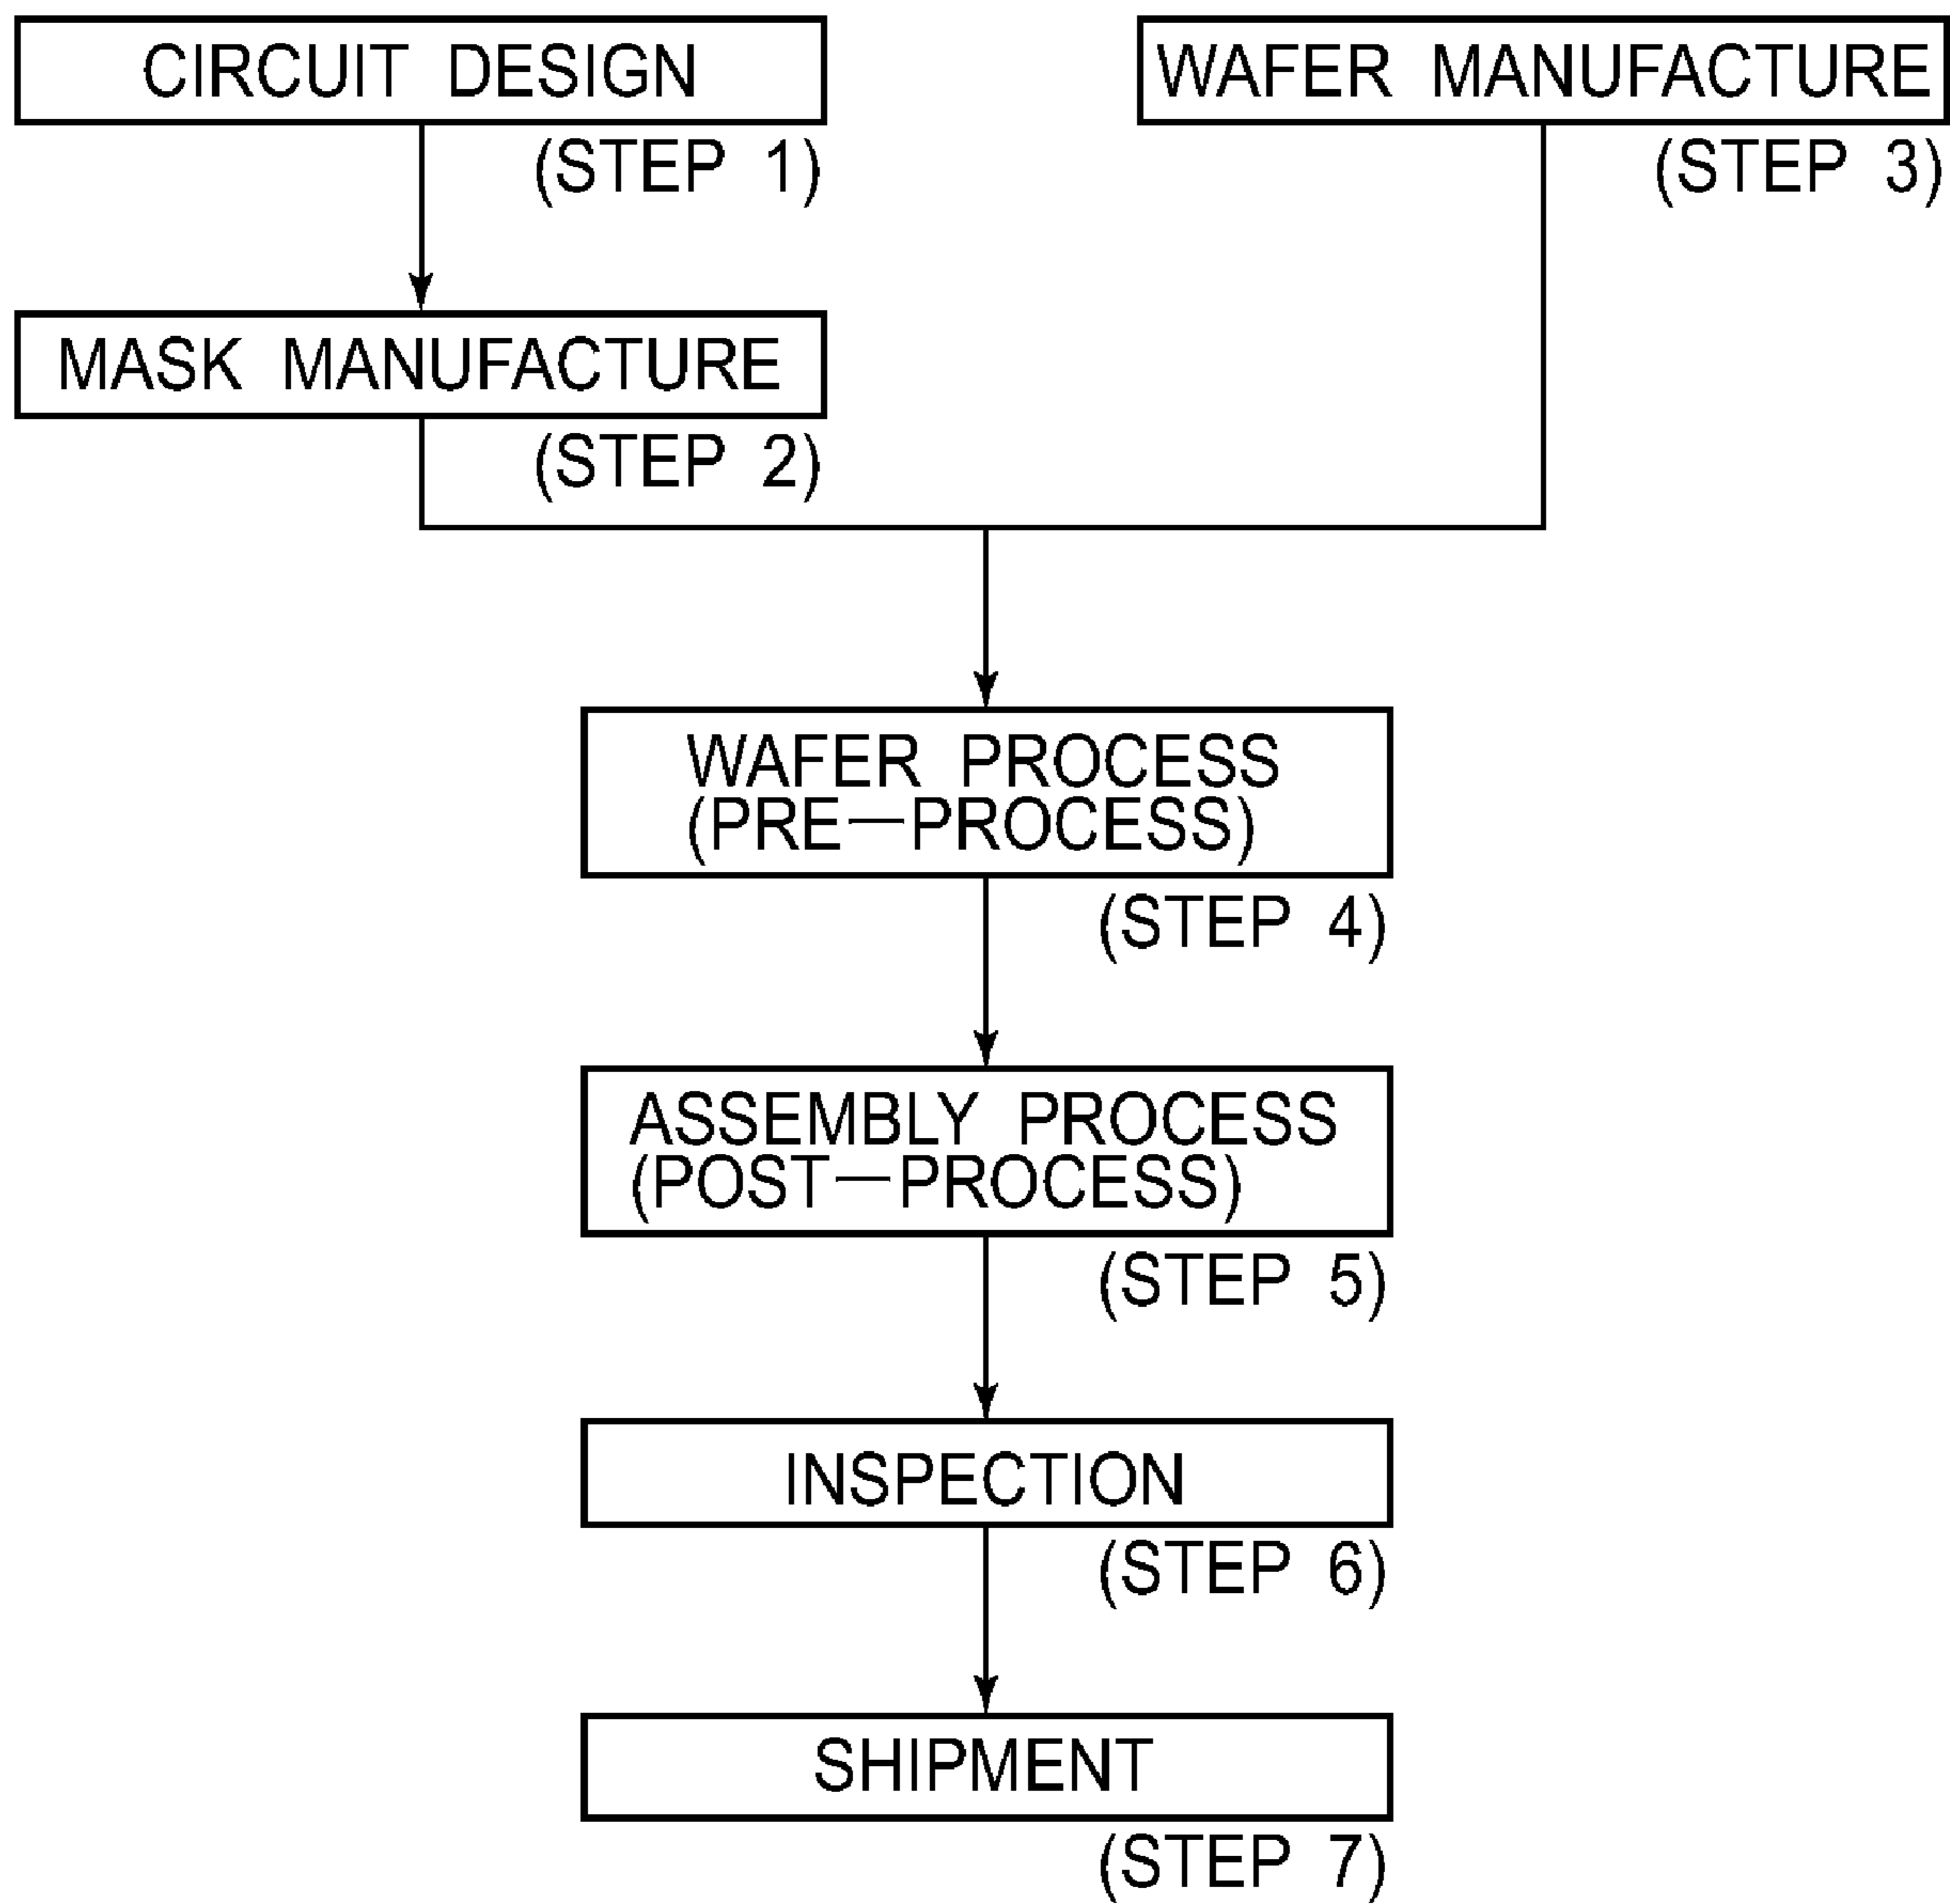 CIRCUIT DESIGN
(STEP 1)
WAFER MANUFACTURE
(STEP 3)
MASK MANUFACTURE
(STEP 2)
WAFER PROCESS
(PRE—PROCESS)
(STEP 4)
ASSEMBLY PROCESS
(POST—PROCESS)
(STEP 5)
INSPECTION
(STEP 6)
SHIPMENT
(STEP 7)